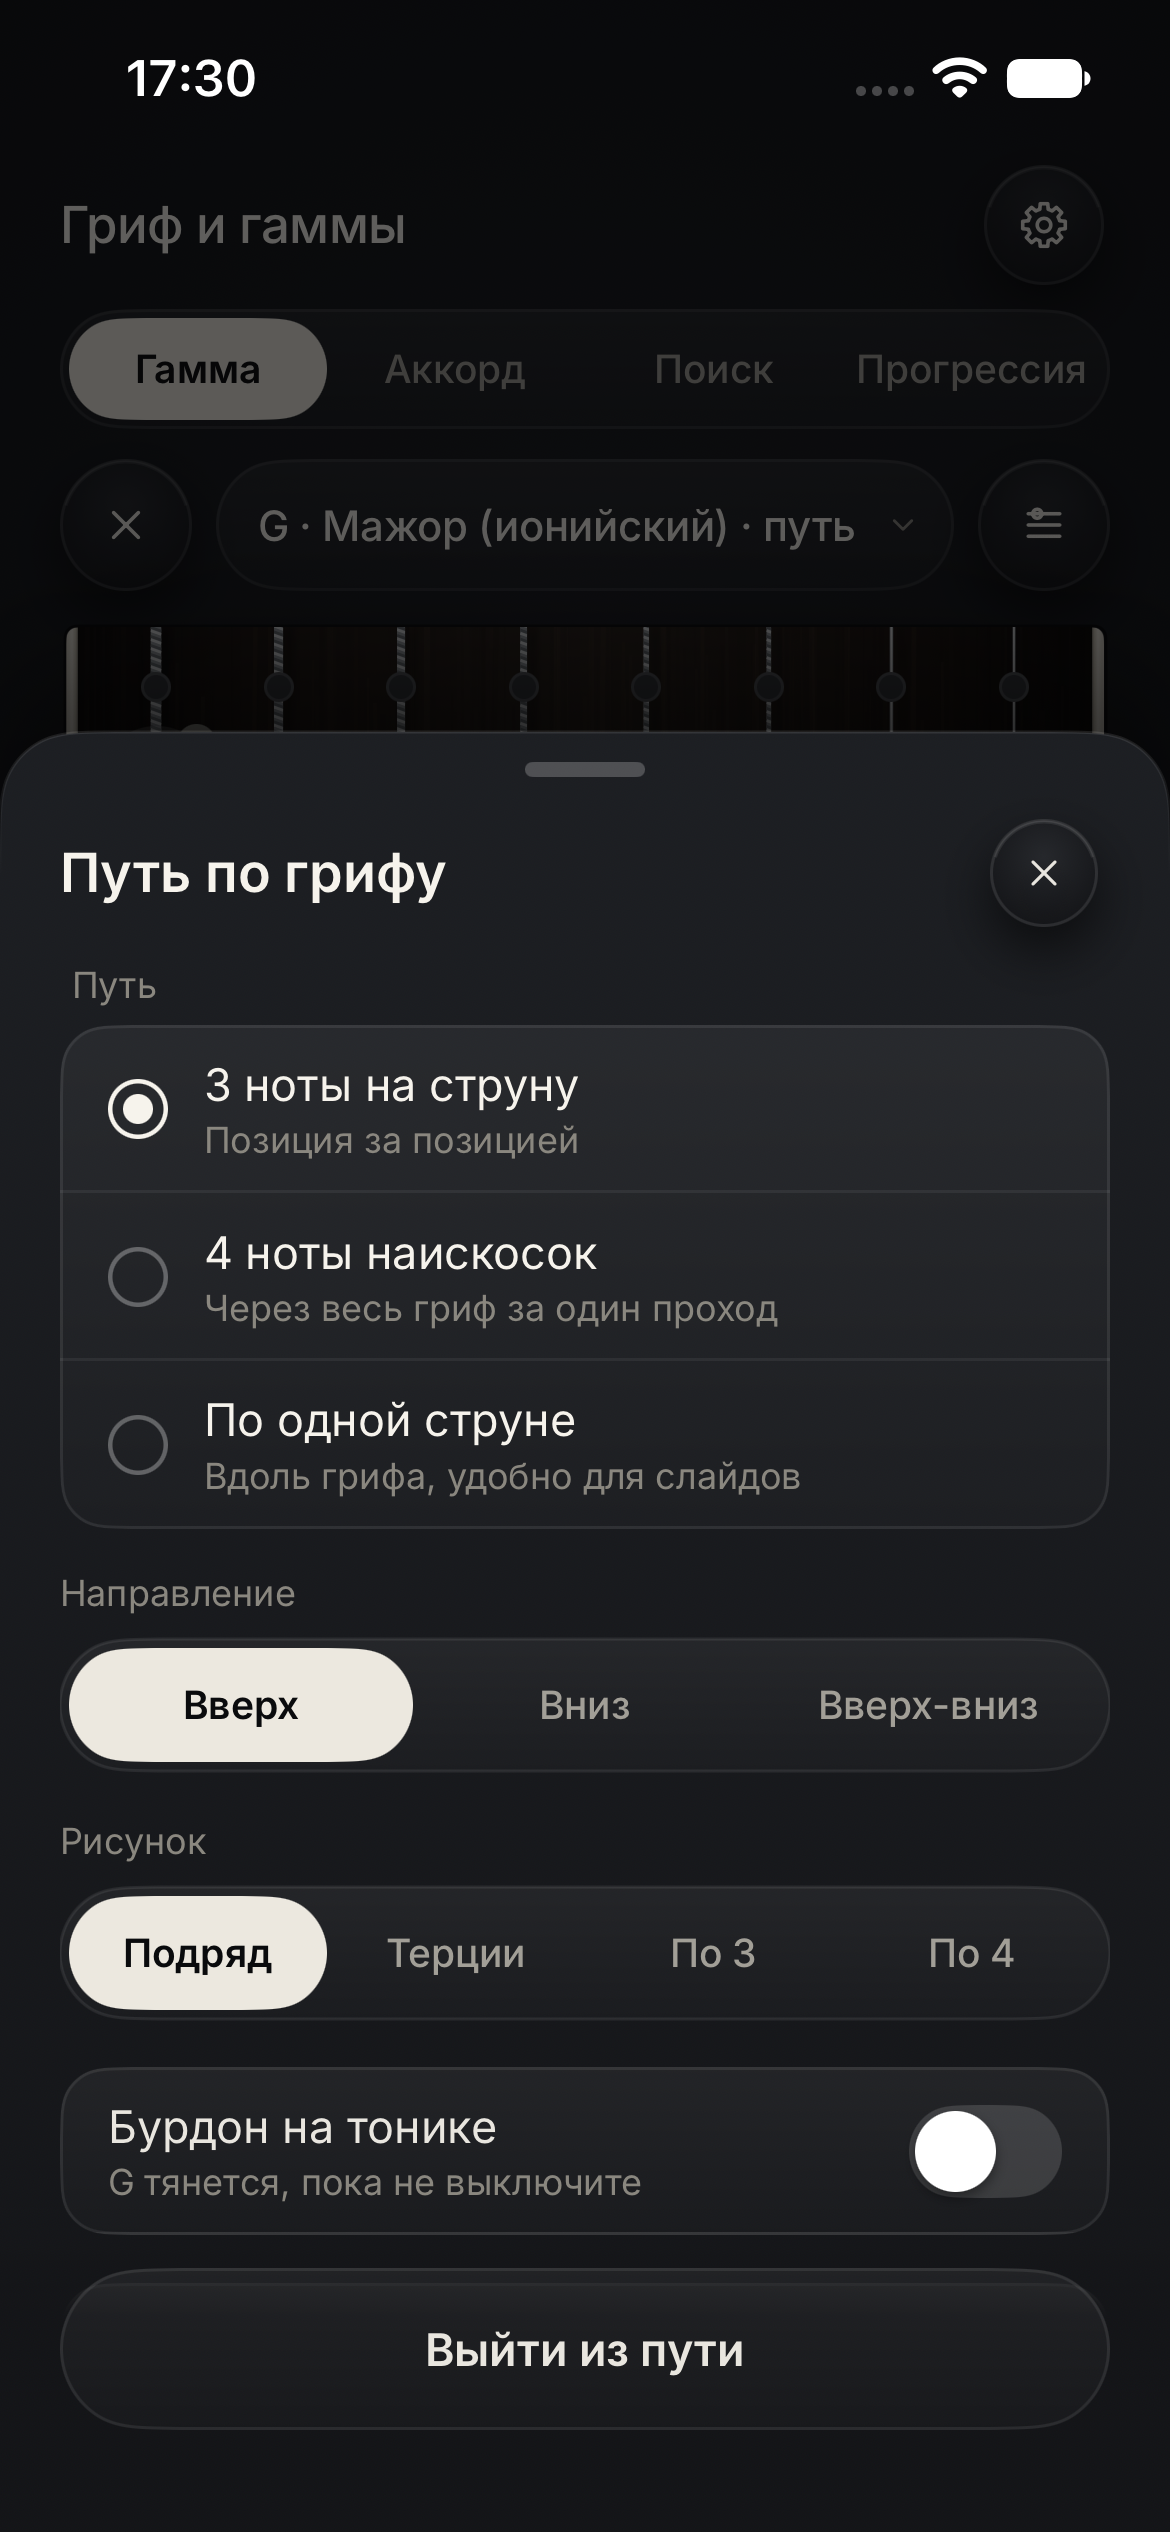 17:30
Гриф и гаммы
Гамма Аккорд Поиск Прогрессия
G · Мажор (ионийский) · путь
Путь по грифу
Путь
3 ноты на струну
Позиция за позицией
4 ноты наискосок
Через весь гриф за один проход
По одной струне
Вдоль грифа, удобно для слайдов
Направление
Вверх Вниз Вверх-вниз
Рисунок
Подряд Терции По 3 По 4
Бурдон на тонике
G тянется, пока не выключите
Выйти из пути